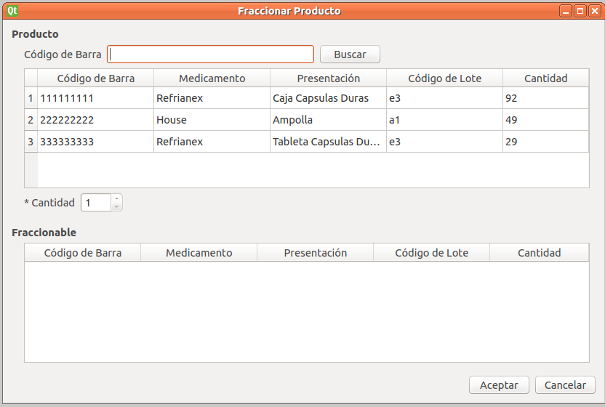 Qt Fraccionar Producto
Producto
Código de Barra Buscar
Código de Barra Medicamento Presentación Código de Lote Cantidad
1 111111111 Refrianex Caja Capsulas Duras e3 92
2 222222222 House Ampolla a1 49
3 333333333 Refrianex Tableta Capsulas Du... e3 29
* Cantidad 1
Fraccionable
Código de Barra Medicamento Presentación Código de Lote Cantidad
Aceptar Cancelar